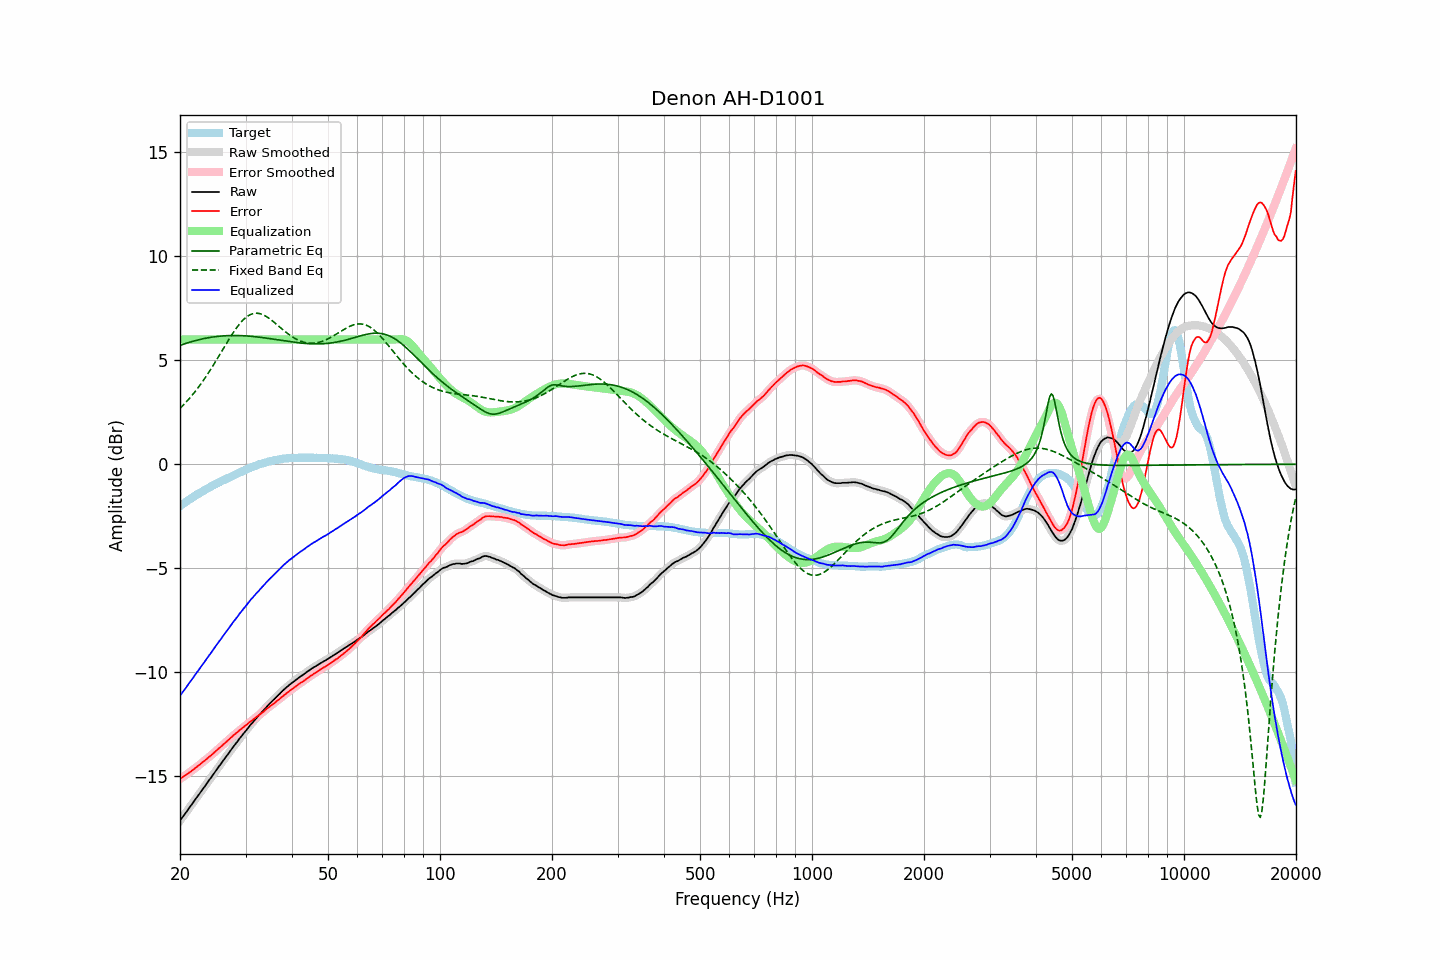 Denon AH-D1001
Target
Raw Smoothed
Error Smoothed
Raw
Error
Equalization
Parametric Eq
Fixed Band Eq
Equalized
Amplitude (dBr)
15
10
5
0
−5
−10
−15
20 50 100 200 500 1000 2000 5000 10000 20000
Frequency (Hz)